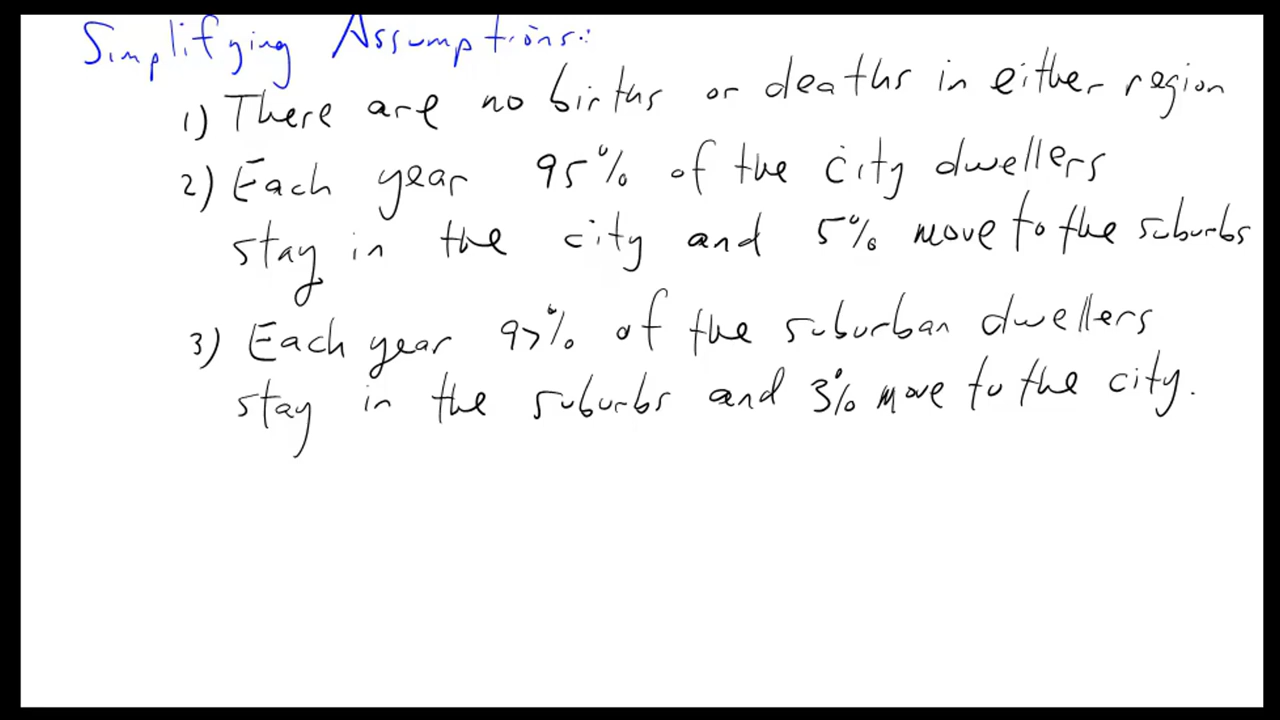 Simplifying Assumptions:
1) There are no births or deaths in either region
2) Each year 95% of the city dwellers
stay in the city and 5% move to the suburbs
3) Each year 97% of the suburban dwellers
stay in the suburbs and 3% move to the city.